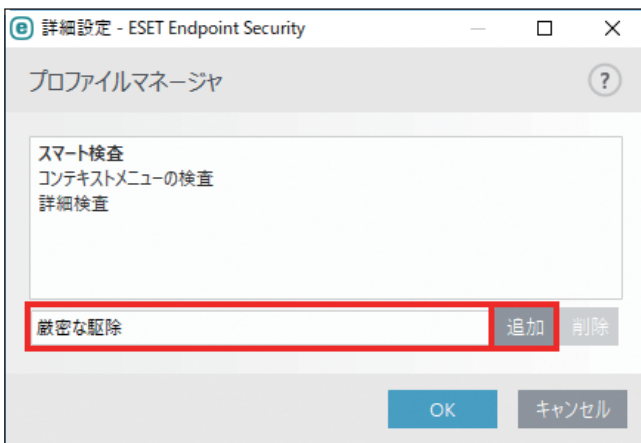 詳細設定 - ESET Endpoint Security
プロファイルマネージャ
?
スマート検査
コンテキストメニューの検査
詳細検査
厳密な駆除 追加 削除
OK キャンセル